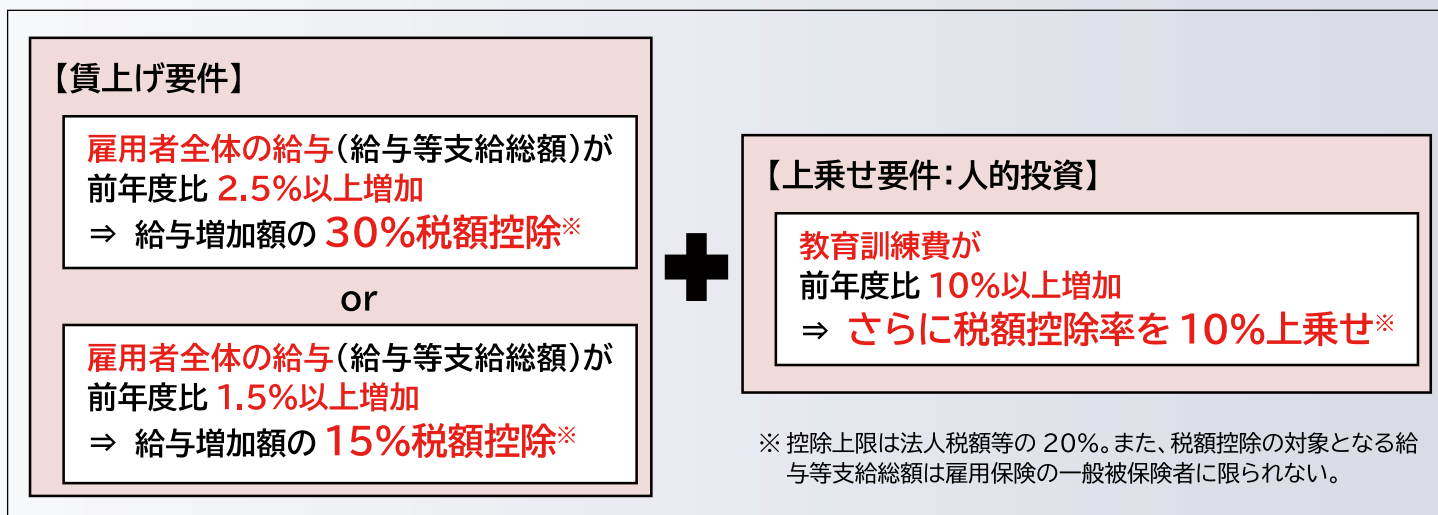 【賃上げ要件】
雇用者全体の給与(給与等支給総額)が
前年度比 2.5%以上増加
⇒ 給与増加額の 30%税額控除※
or
雇用者全体の給与(給与等支給総額)が
前年度比 1.5%以上増加
⇒ 給与増加額の 15%税額控除※
【上乗せ要件:人的投資】
教育訓練費が
前年度比 10%以上増加
⇒ さらに税額控除率を 10%上乗せ※
※ 控除上限は法人税額等の 20%。また、税額控除の対象となる給
与等支給総額は雇用保険の一般被保険者に限られない。